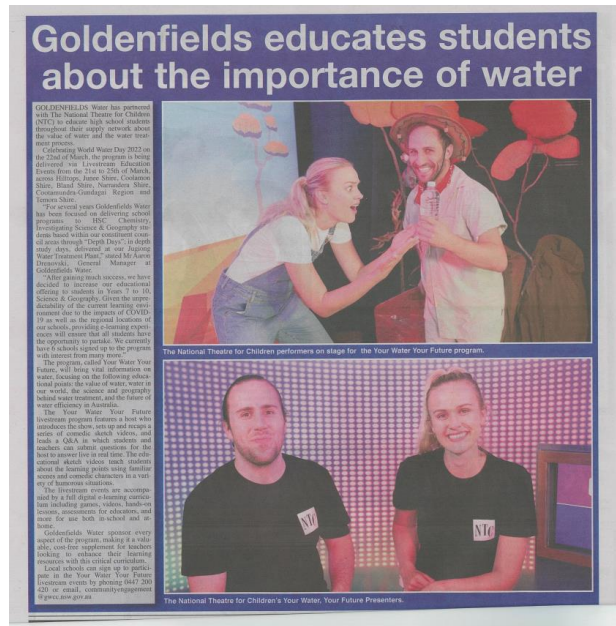 Goldenfields educates students
about the importance of water
GOLDENFIELDS Water has partnered
with The National Theatre for Children
(NTC) to educate high school students
throughout their supply network about
the value of water and the water treat-
ment process.
Celebrating World Water Day 2022 on
the 22nd of March, the program is being
delivered via Livestream Education
Events from the 21st to 25th of March,
across Hilltops, Junee Shire, Coolamon
Shire, Bland Shire, Narrandera Shire,
Cootamundra-Gundagai Region and
Temora Shire.
"For several years Goldenfields Water
has been focused on delivering school
programs to HSC Chemistry,
Investigating Science & Geography stu-
dents based within our constituent coun-
cil areas through "Depth Days", in depth
study days, delivered at our Jugiong
Water Treatment Plant," stated Mr Aaron
Drenovski, General Manager at
Goldenfields Water.
"After gaining much success, we have
decided to increase our educational
offering to students in Years 7 to 10,
Science & Geography. Given the unpre-
dictability of the current learning envi-
ronment due to the impacts of COVID-
19 as well as the regional locations of
our schools, providing e-learning experi-
ences will ensure that all students have
the opportunity to partake. We currently
have 6 schools signed up to the program
with interest from many more."
The program, called Your Water Your
Future, will bring vital information on
water, focusing on the following educa-
tional points: the value of water, water in
our world, the science and geography
behind water treatment, and the future of
water efficiency in Australia.
The Your Water Your Future
livestream program features a host who
introduces the show, sets up and recaps a
series of comedic sketch videos, and
leads a Q&A in which students and
teachers can submit questions for the
host to answer live in real time. The edu-
cational sketch videos teach students
about the learning points using familiar
scenes and comedic characters in a vari-
ety of humorous situations.
The livestream events are accompa-
nied by a full digital e-learning curricu-
lum including games, videos, hands-on
lessons, assessments for educators, and
more for use both in-school and at-
home.
Goldenfields Water sponsors every
aspect of the program, making it a valu-
able, cost-free supplement for teachers
looking to enhance their learning
resources with this critical curriculum.
Local schools can sign up to partici-
pate in the Your Water Your Future
livestream events by phoning 0447 200
420 or email, communityengagement
@gwcc.nsw.gov.au
The National Theatre for Children performers on stage for the Your Water Your Future program.
NTC
NTC
The National Theatre for Children's Your Water, Your Future Presenters.